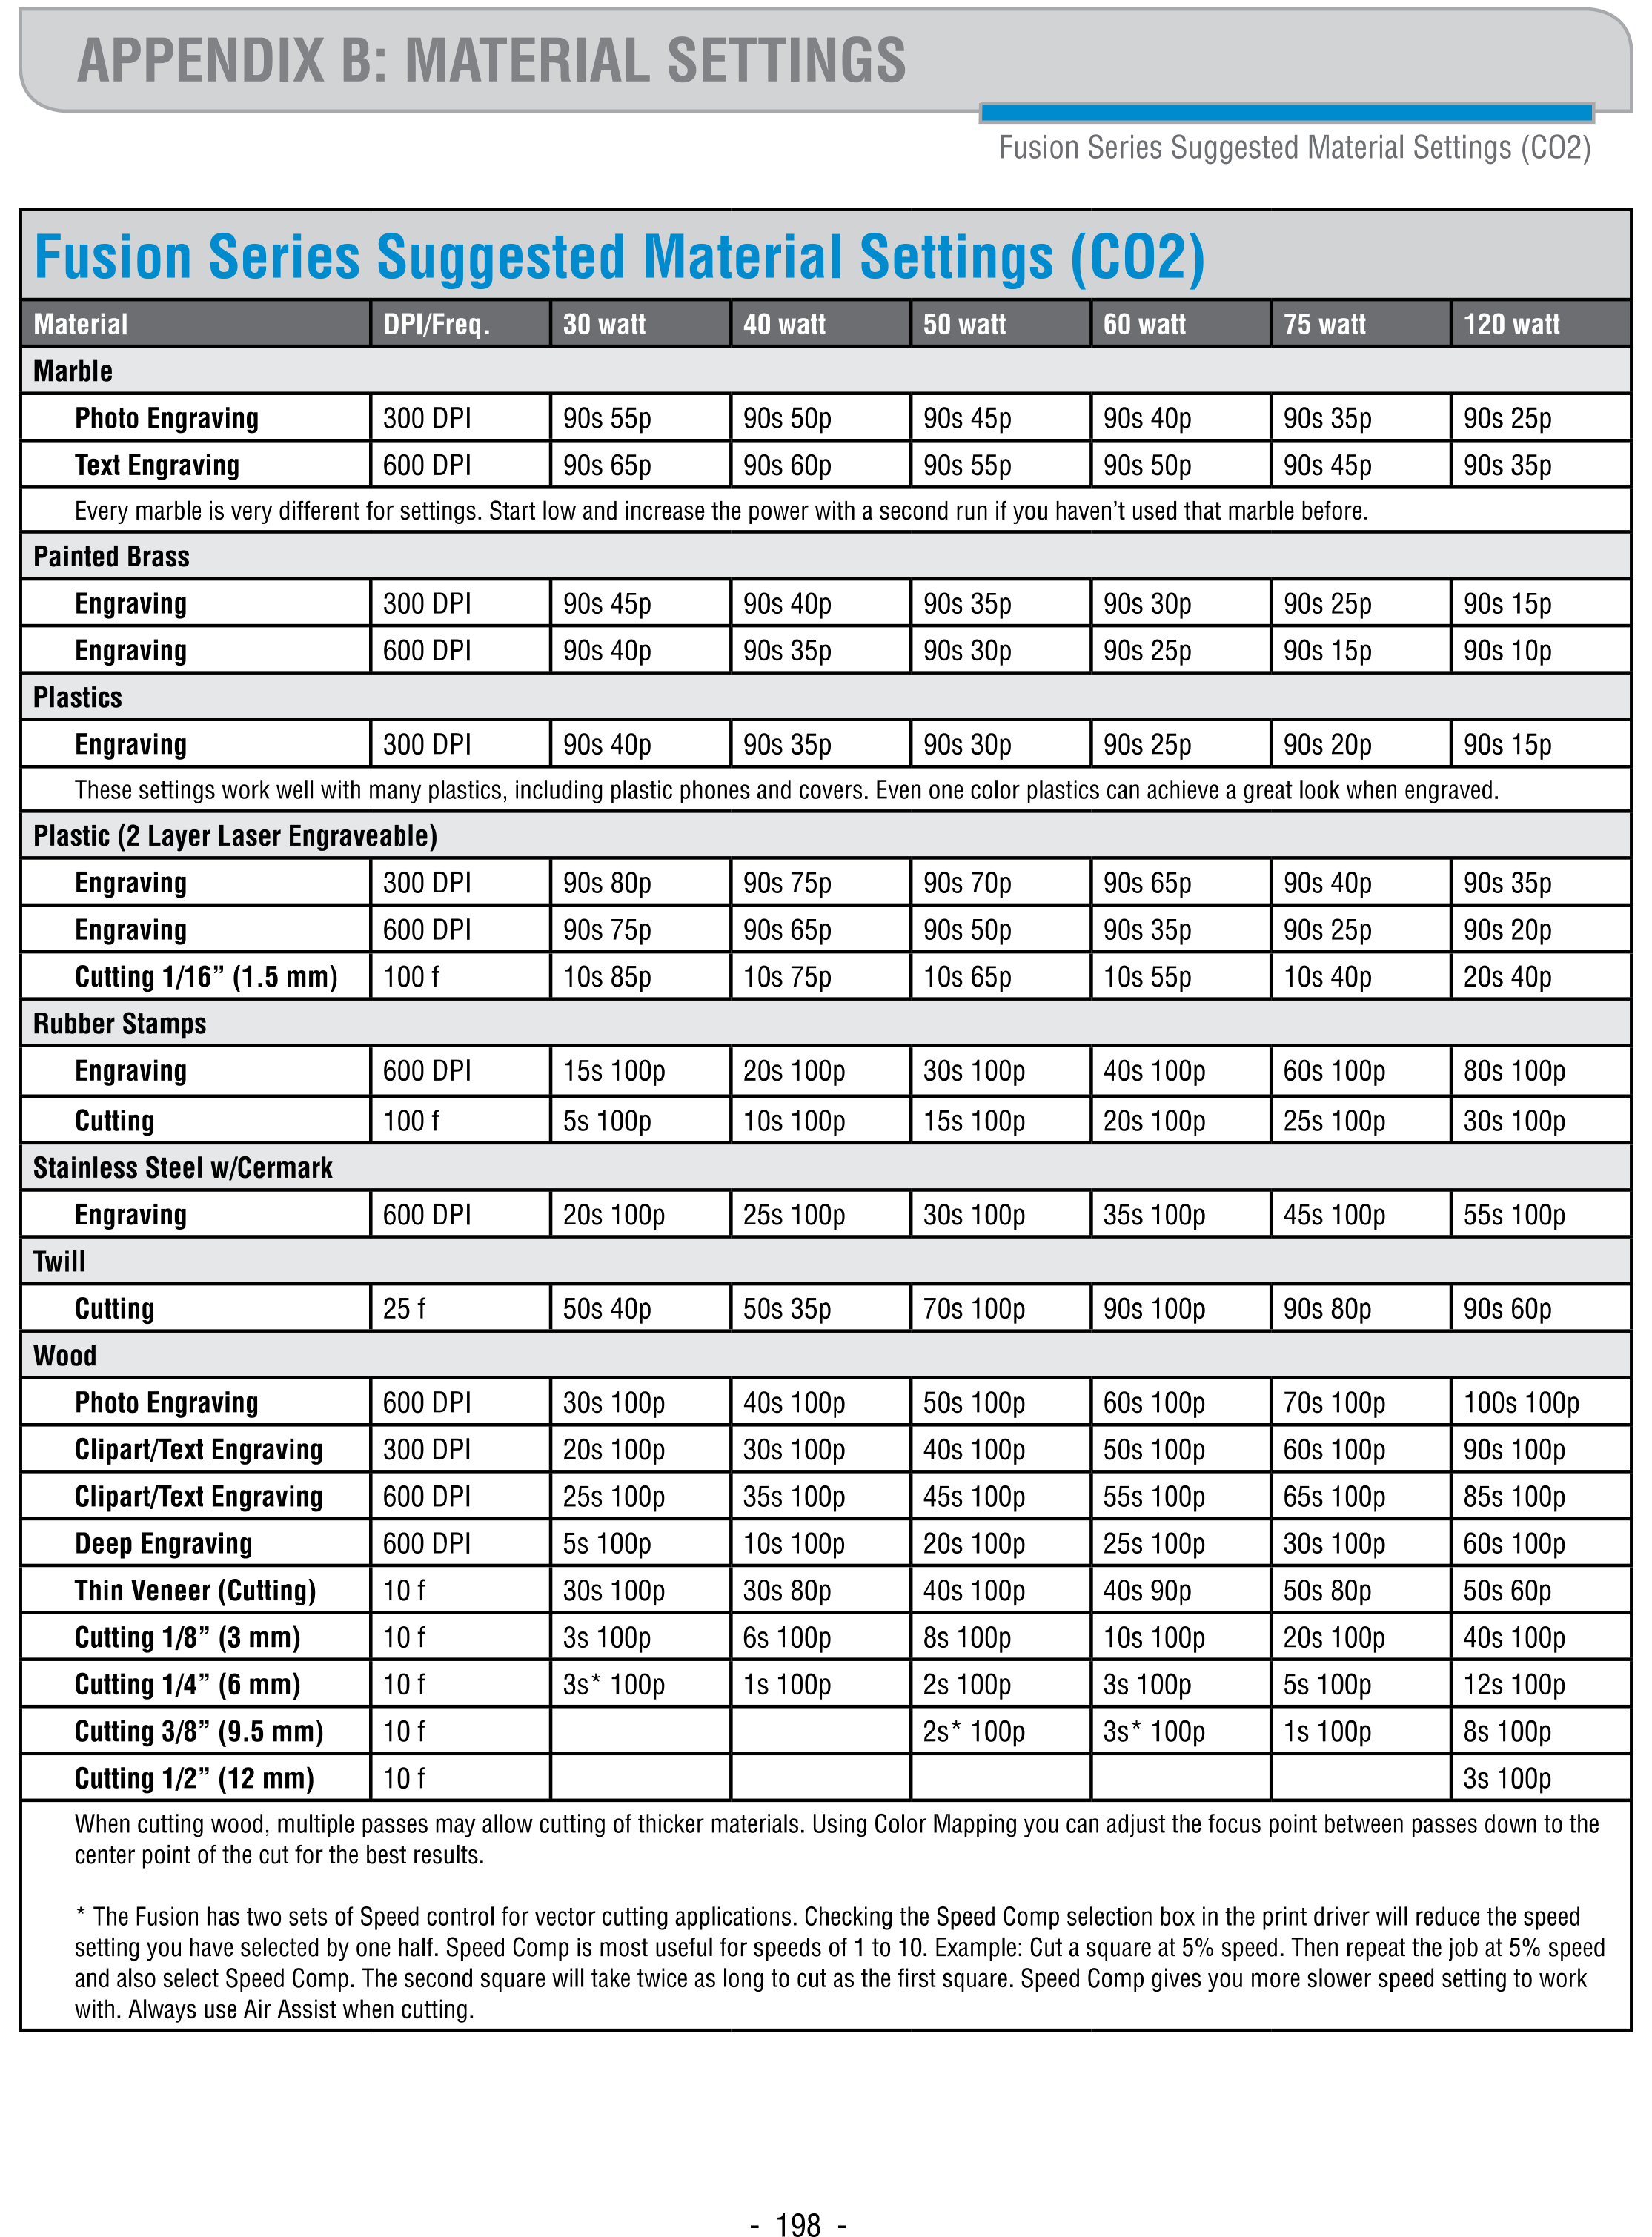 APPENDIX B: MATERIAL SETTINGS
Fusion Series Suggested Material Settings (CO2)
Fusion Series Suggested Material Settings (CO2)
Material DPI/Freq. 30 watt 40 watt 50 watt 60 watt 75 watt 120 watt
Marble
Photo Engraving 300 DPI 90s 55p 90s 50p 90s 45p 90s 40p 90s 35p 90s 25p
Text Engraving 600 DPI 90s 65p 90s 60p 90s 55p 90s 50p 90s 45p 90s 35p
Every marble is very different for settings. Start low and increase the power with a second run if you haven’t used that marble before.
Painted Brass
Engraving 300 DPI 90s 45p 90s 40p 90s 35p 90s 30p 90s 25p 90s 15p
Engraving 600 DPI 90s 40p 90s 35p 90s 30p 90s 25p 90s 15p 90s 10p
Plastics
Engraving 300 DPI 90s 40p 90s 35p 90s 30p 90s 25p 90s 20p 90s 15p
These settings work well with many plastics, including plastic phones and covers. Even one color plastics can achieve a great look when engraved.
Plastic (2 Layer Laser Engraveable)
Engraving 300 DPI 90s 80p 90s 75p 90s 70p 90s 65p 90s 40p 90s 35p
Engraving 600 DPI 90s 75p 90s 65p 90s 50p 90s 35p 90s 25p 90s 20p
Cutting 1/16” (1.5 mm) 100 f 10s 85p 10s 75p 10s 65p 10s 55p 10s 40p 20s 40p
Rubber Stamps
Engraving 600 DPI 15s 100p 20s 100p 30s 100p 40s 100p 60s 100p 80s 100p
Cutting 100 f 5s 100p 10s 100p 15s 100p 20s 100p 25s 100p 30s 100p
Stainless Steel w/Cermark
Engraving 600 DPI 20s 100p 25s 100p 30s 100p 35s 100p 45s 100p 55s 100p
Twill
Cutting 25 f 50s 40p 50s 35p 70s 100p 90s 100p 90s 80p 90s 60p
Wood
Photo Engraving 600 DPI 30s 100p 40s 100p 50s 100p 60s 100p 70s 100p 100s 100p
Clipart/Text Engraving 300 DPI 20s 100p 30s 100p 40s 100p 50s 100p 60s 100p 90s 100p
Clipart/Text Engraving 600 DPI 25s 100p 35s 100p 45s 100p 55s 100p 65s 100p 85s 100p
Deep Engraving 600 DPI 5s 100p 10s 100p 20s 100p 25s 100p 30s 100p 60s 100p
Thin Veneer (Cutting) 10 f 30s 100p 30s 80p 40s 100p 40s 90p 50s 80p 50s 60p
Cutting 1/8” (3 mm) 10 f 3s 100p 6s 100p 8s 100p 10s 100p 20s 100p 40s 100p
Cutting 1/4” (6 mm) 10 f 3s* 100p 1s 100p 2s 100p 3s 100p 5s 100p 12s 100p
Cutting 3/8” (9.5 mm) 10 f 2s* 100p 3s* 100p 1s 100p 8s 100p
Cutting 1/2” (12 mm) 10 f 3s 100p
When cutting wood, multiple passes may allow cutting of thicker materials. Using Color Mapping you can adjust the focus point between passes down to the
center point of the cut for the best results.
* The Fusion has two sets of Speed control for vector cutting applications. Checking the Speed Comp selection box in the print driver will reduce the speed
setting you have selected by one half. Speed Comp is most useful for speeds of 1 to 10. Example: Cut a square at 5% speed. Then repeat the job at 5% speed
and also select Speed Comp. The second square will take twice as long to cut as the first square. Speed Comp gives you more slower speed setting to work
with. Always use Air Assist when cutting.
- 198 -